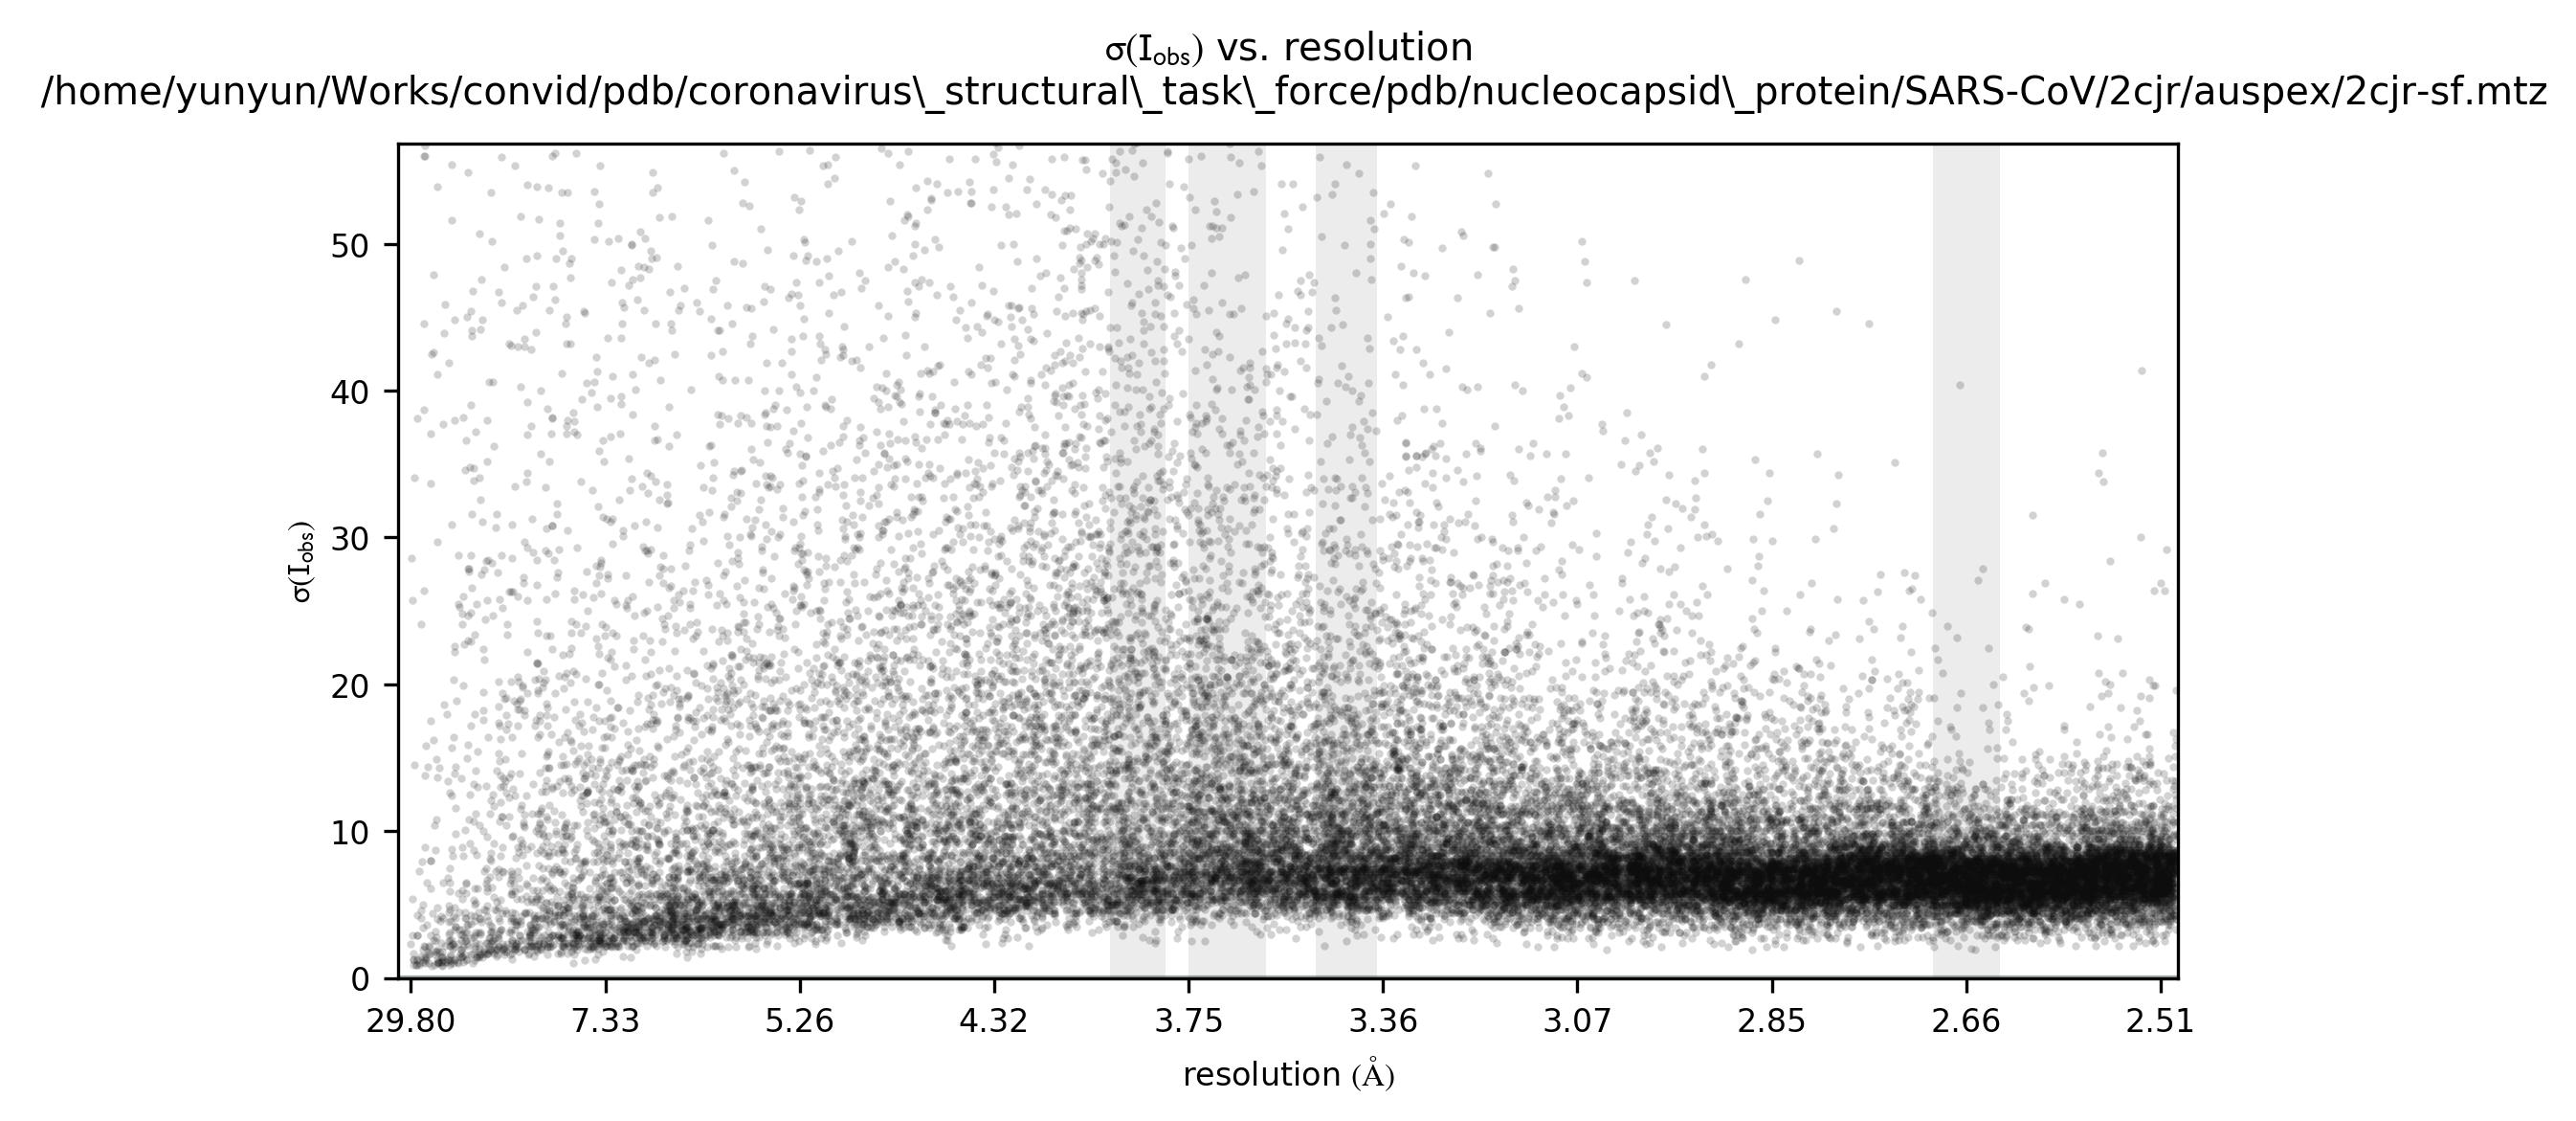 σ(Iobs) vs. resolution
/home/yunyun/Works/convid/pdb/coronavirus\_structural\_task\_force/pdb/nucleocapsid\_protein/SARS-CoV/2cjr/auspex/2cjr-sf.mtz
σ(Iobs)
50
40
30
20
10
0
29.80 7.33 5.26 4.32 3.75 3.36 3.07 2.85 2.66 2.51
resolution (Å)